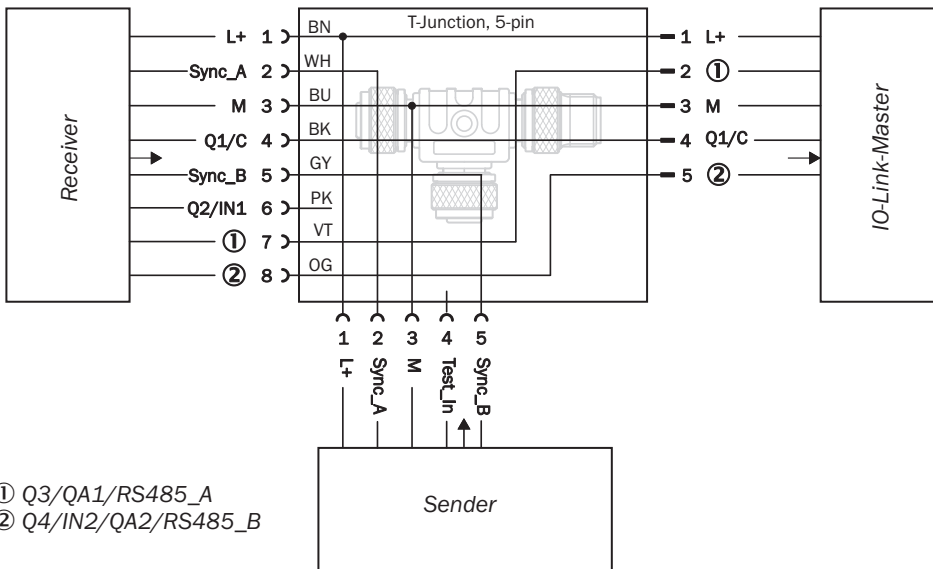 T-Junction, 5-pin
L+ 1 BN 1 L+
Sync_A 2 WH 2 ①
M 3 BU 3 M
Q1/C 4 BK 4 Q1/C
Sync_B 5 GY 5 ②
Q2/IN1 6 PK
① 7 VT
② 8 OG
Receiver
IO-Link-Master
1 2 3 4 5
L+
Sync_A
M
Test_In
Sync_B
Sender
① Q3/QA1/RS485_A
② Q4/IN2/QA2/RS485_B